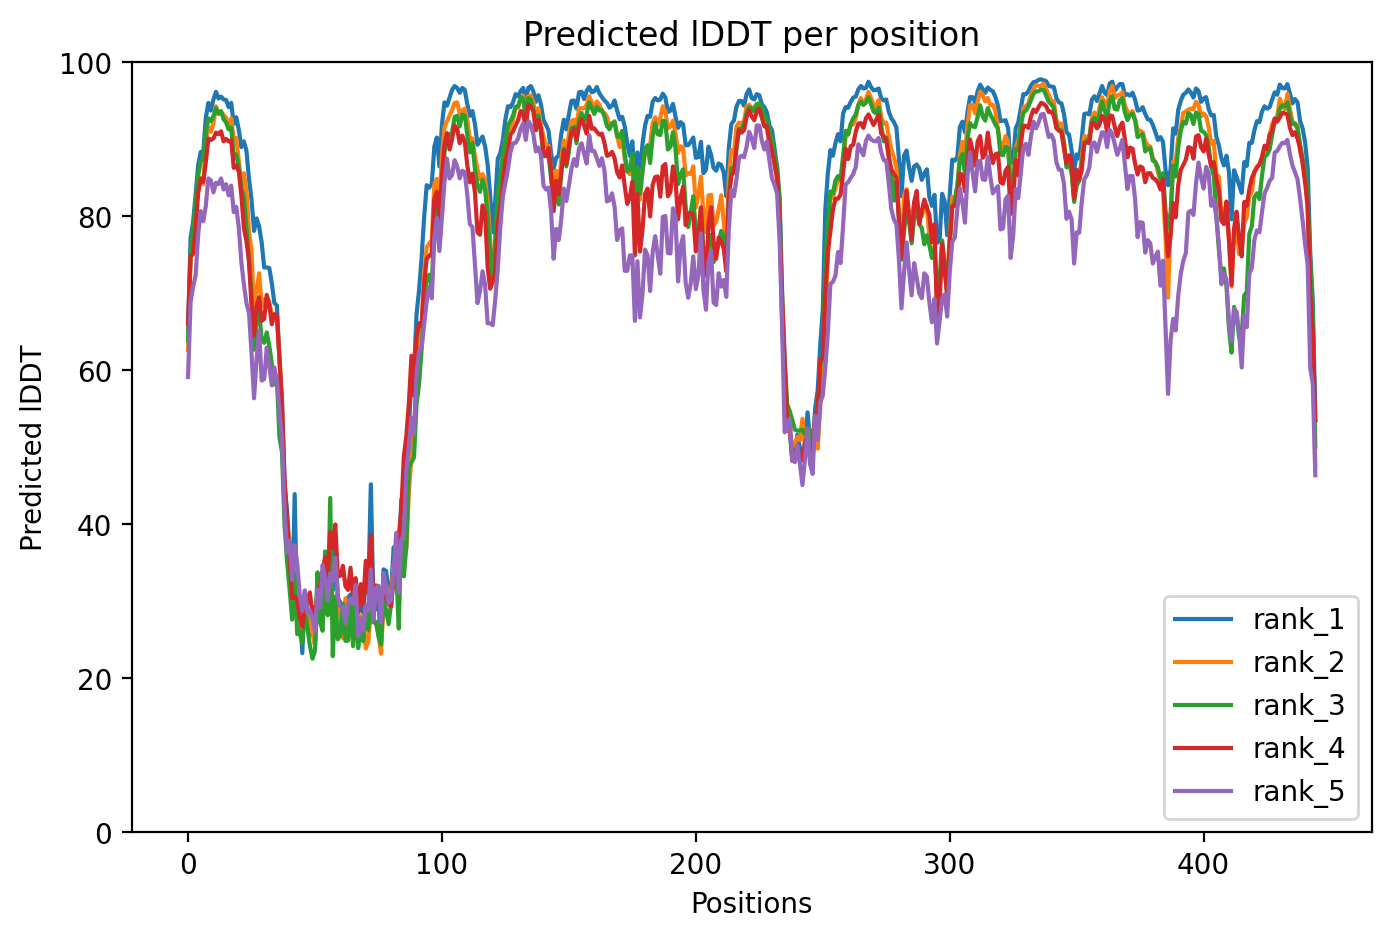 Predicted lDDT per position
100
80
60
40
20
0
Predicted lDDT
0 100 200 300 400
Positions
rank_1
rank_2
rank_3
rank_4
rank_5